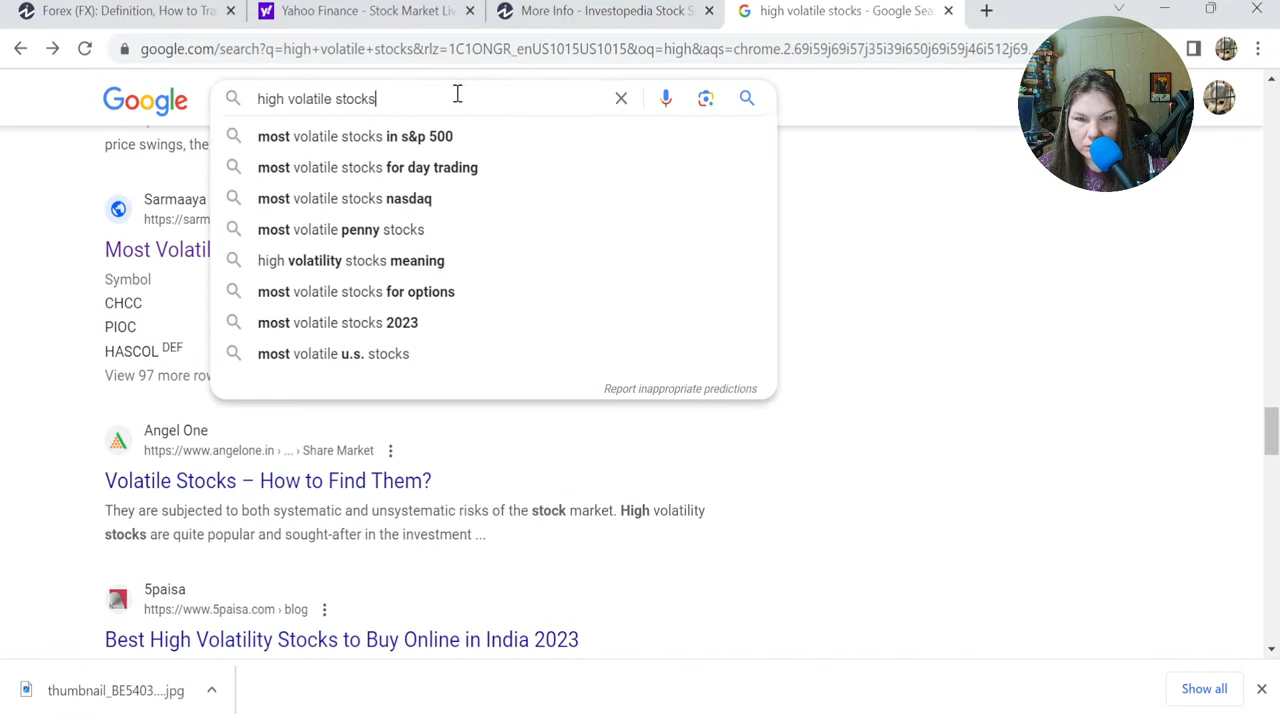 Forex (FX): Definition, How to Tra
Yahoo Finance - Stock Market Liv
More Info - Investopedia Stock S
high volatile stocks - Google Sea
google.com/search?q=high+volatile+stocks&rlz=1C1ONGR_enUS1015US1015&oq=high&aqs=chrome.2.69i59j69i57j35i39i650j69i59j46i512j69...
Google
high volatile stocks
most volatile stocks in s&p 500
most volatile stocks for day trading
most volatile stocks nasdaq
most volatile penny stocks
high volatility stocks meaning
most volatile stocks for options
most volatile stocks 2023
most volatile u.s. stocks
Report inappropriate predictions
price swings, the
Sarmaaya
https://sarm
Most Volatil
Symbol
CHCC
PIOC
HASCOL DEF
View 97 more rov
Angel One
https://www.angelone.in › ... › Share Market
Volatile Stocks – How to Find Them?
They are subjected to both systematic and unsystematic risks of the stock market. High volatility
stocks are quite popular and sought-after in the investment ...
5paisa
https://www.5paisa.com › blog
Best High Volatility Stocks to Buy Online in India 2023
thumbnail_BE5403....jpg
Show all